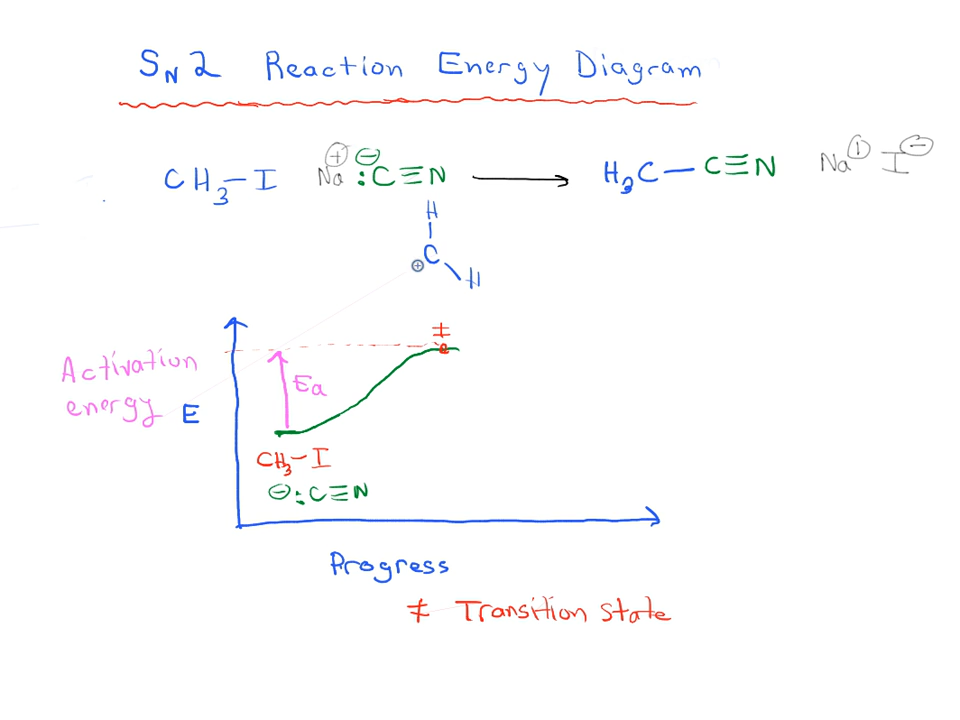 SN2 Reaction Energy Diagram
CH3–I Na⊕ ⊖:C≡N ⟶ H3C–C≡N Na⊕ I⊖
H
C
H
‡
Activation
energy
Ea
E
CH3–I
⊖:C≡N
Progress
‡ Transition state